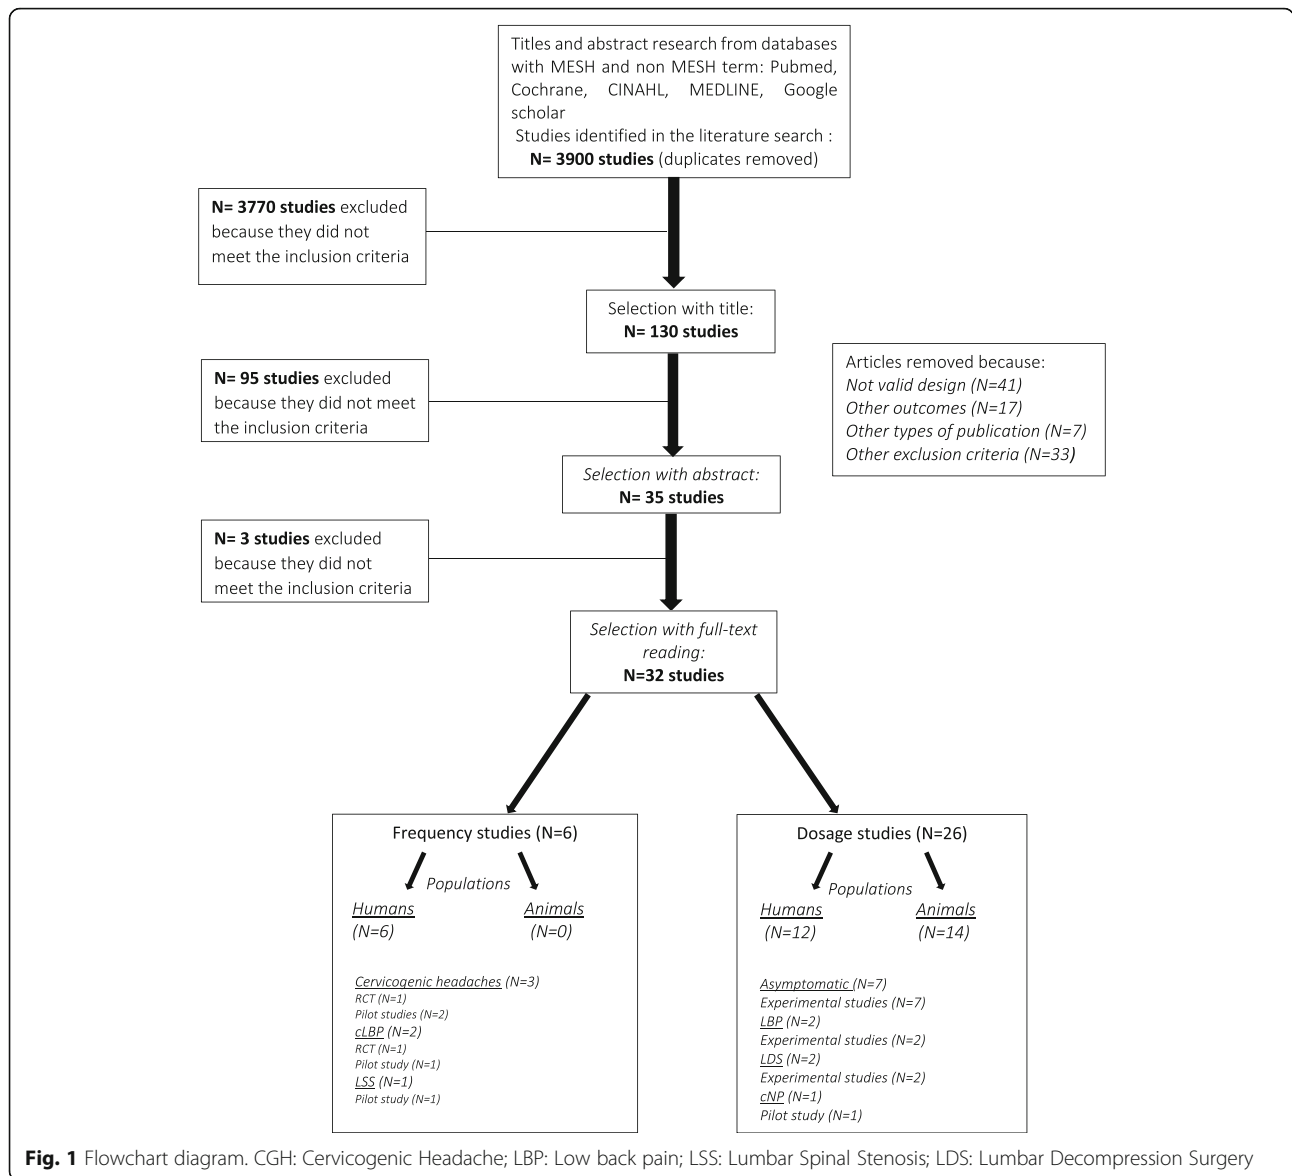 Titles and abstract research from databases
with MESH and non MESH term: Pubmed,
Cochrane, CINAHL, MEDLINE, Google
scholar
Studies identified in the literature search :
N= 3900 studies (duplicates removed)
N= 3770 studies excluded
because they did not
meet the inclusion criteria
Selection with title:
N= 130 studies
N= 95 studies excluded
because they did not meet
the inclusion criteria
Articles removed because:
Not valid design (N=41)
Other outcomes (N=17)
Other types of publication (N=7)
Other exclusion criteria (N=33)
Selection with abstract:
N= 35 studies
N= 3 studies excluded
because they did not
meet the inclusion criteria
Selection with full-text
reading:
N=32 studies
Frequency studies (N=6)
Populations
Humans
(N=6)
Animals
(N=0)
Cervicogenic headaches (N=3)
RCT (N=1)
Pilot studies (N=2)
cLBP (N=2)
RCT (N=1)
Pilot study (N=1)
LSS (N=1)
Pilot study (N=1)
Dosage studies (N=26)
Populations
Humans
(N=12)
Animals
(N=14)
Asymptomatic (N=7)
Experimental studies (N=7)
LBP (N=2)
Experimental studies (N=2)
LDS (N=2)
Experimental studies (N=2)
cNP (N=1)
Pilot study (N=1)
Fig. 1 Flowchart diagram. CGH: Cervicogenic Headache; LBP: Low back pain; LSS: Lumbar Spinal Stenosis; LDS: Lumbar Decompression Surgery